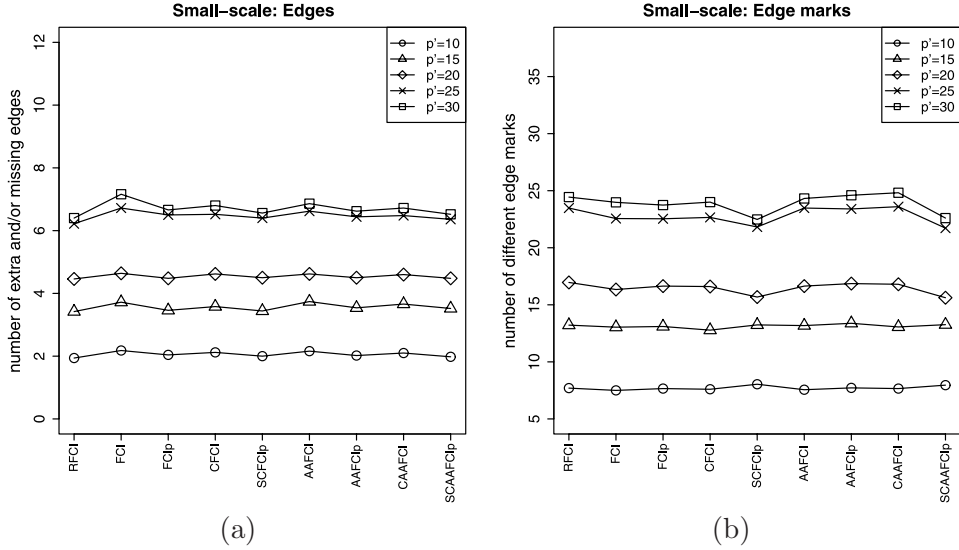 Small-scale: Edges
number of extra and/or missing edges
0
2
4
6
8
10
12
p'=10
p'=15
p'=20
p'=25
p'=30
RFCI
FCI
FCIp
CFCI
SCFCIp
AAFCI
AAFCIp
CAAFCI
SCAAFCIp
(a)
Small-scale: Edge marks
number of different edge marks
5
10
15
20
25
30
35
p'=10
p'=15
p'=20
p'=25
p'=30
RFCI
FCI
FCIp
CFCI
SCFCIp
AAFCI
AAFCIp
CAAFCI
SCAAFCIp
(b)